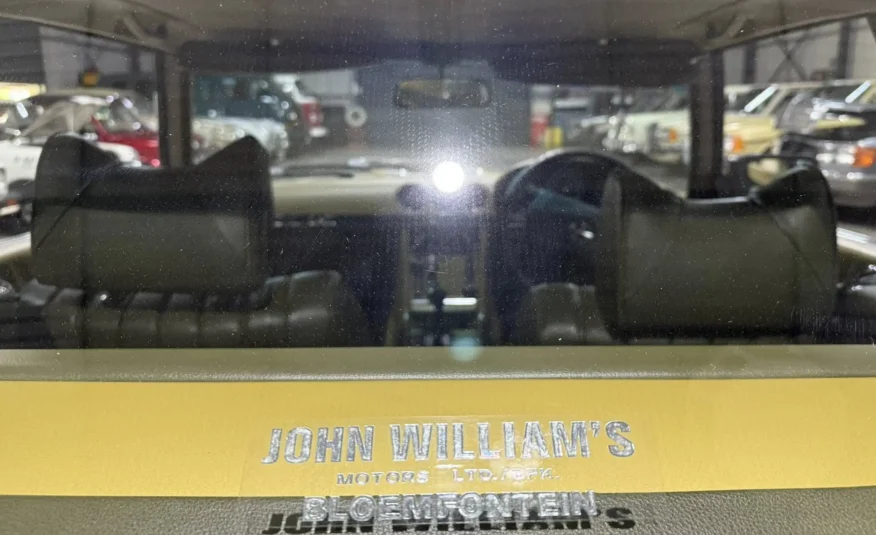 JOHN WILLIAM'S
MOTORS LTD./BPK.
BLOEMFONTEIN
JOHN WILLIAM'S